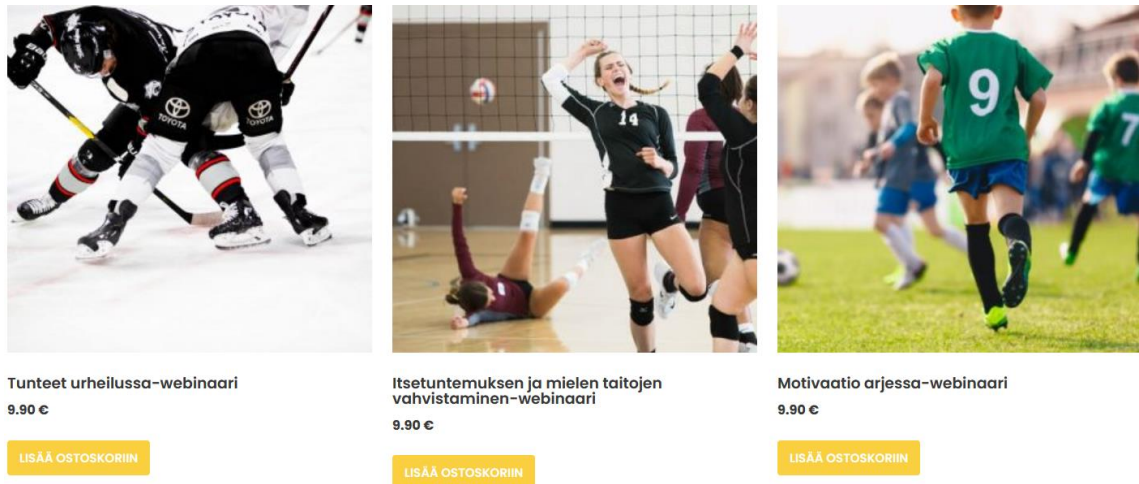 TOYOTA
TOYOTA
14
9
7
Tunteet urheilussa-webinaari
9.90 €
LISÄÄ OSTOSKORIIN
Itsetuntemuksen ja mielen taitojen
vahvistaminen-webinaari
9.90 €
LISÄÄ OSTOSKORIIN
Motivaatio arjessa-webinaari
9.90 €
LISÄÄ OSTOSKORIIN